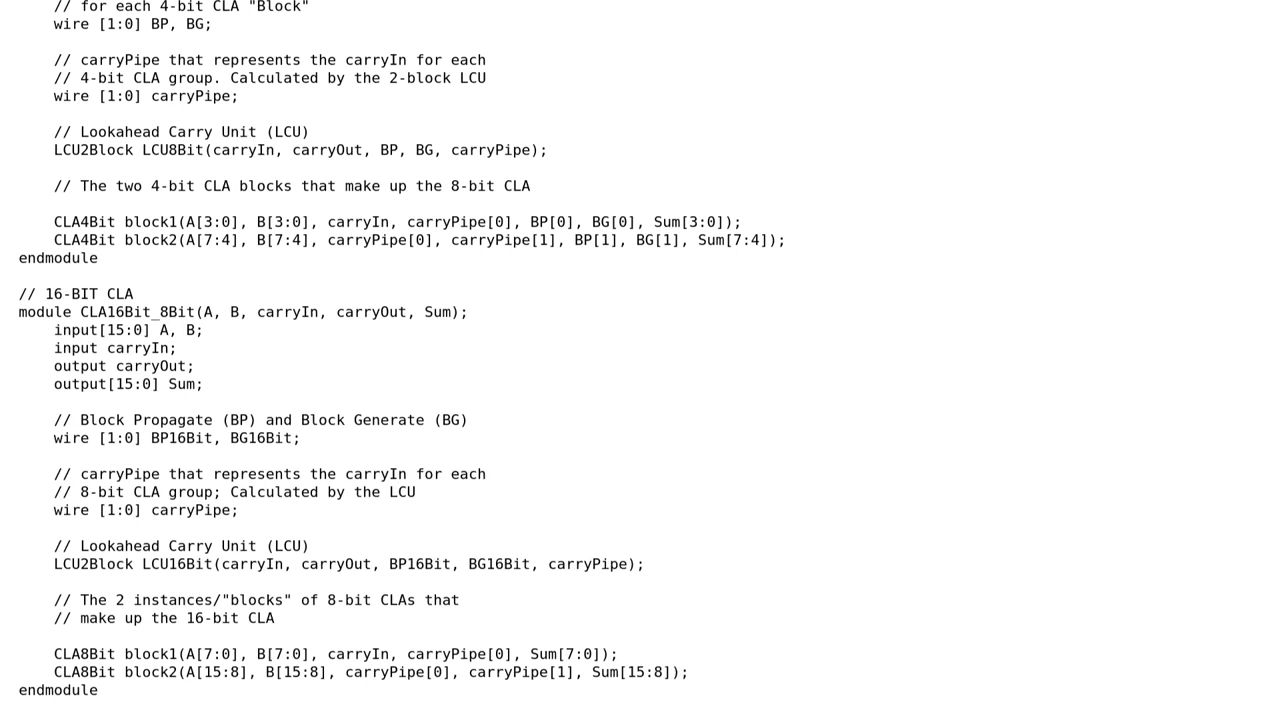 // for each 4-bit CLA "Block"
wire [1:0] BP, BG;
// carryPipe that represents the carryIn for each
// 4-bit CLA group. Calculated by the 2-block LCU
wire [1:0] carryPipe;
// Lookahead Carry Unit (LCU)
LCU2Block LCU8Bit(carryIn, carryOut, BP, BG, carryPipe);
// The two 4-bit CLA blocks that make up the 8-bit CLA
CLA4Bit block1(A[3:0], B[3:0], carryIn, carryPipe[0], BP[0], BG[0], Sum[3:0]);
CLA4Bit block2(A[7:4], B[7:4], carryPipe[0], carryPipe[1], BP[1], BG[1], Sum[7:4]);
endmodule
// 16-BIT CLA
module CLA16Bit_8Bit(A, B, carryIn, carryOut, Sum);
input[15:0] A, B;
input carryIn;
output carryOut;
output[15:0] Sum;
// Block Propagate (BP) and Block Generate (BG)
wire [1:0] BP16Bit, BG16Bit;
// carryPipe that represents the carryIn for each
// 8-bit CLA group; Calculated by the LCU
wire [1:0] carryPipe;
// Lookahead Carry Unit (LCU)
LCU2Block LCU16Bit(carryIn, carryOut, BP16Bit, BG16Bit, carryPipe);
// The 2 instances/"blocks" of 8-bit CLAs that
// make up the 16-bit CLA
CLA8Bit block1(A[7:0], B[7:0], carryIn, carryPipe[0], Sum[7:0]);
CLA8Bit block2(A[15:8], B[15:8], carryPipe[0], carryPipe[1], Sum[15:8]);
endmodule